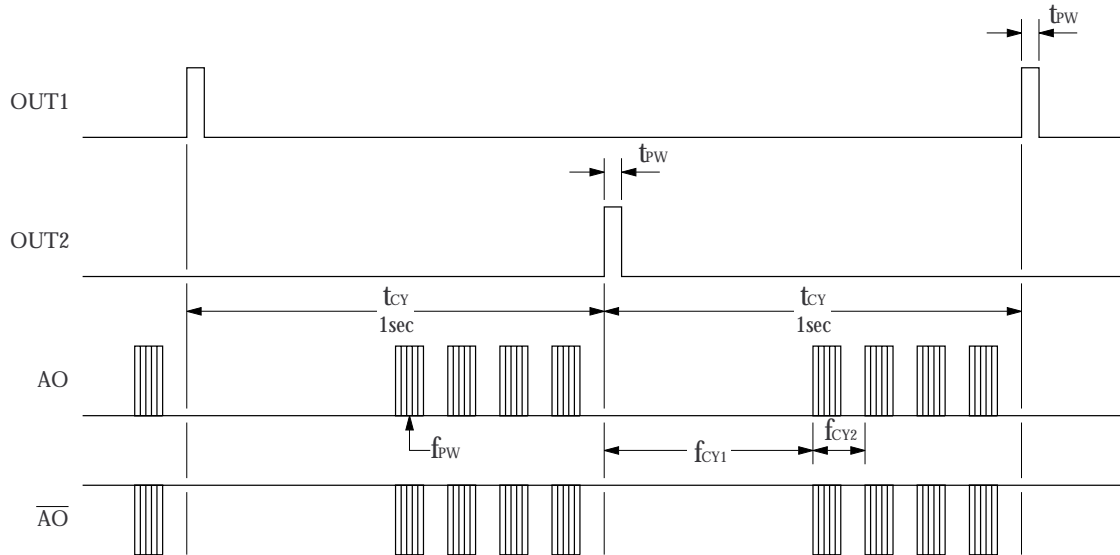 tPW
OUT1
tPW
OUT2
tCY
1sec
tCY
1sec
AO
fPW
fCY1
fCY2
AO